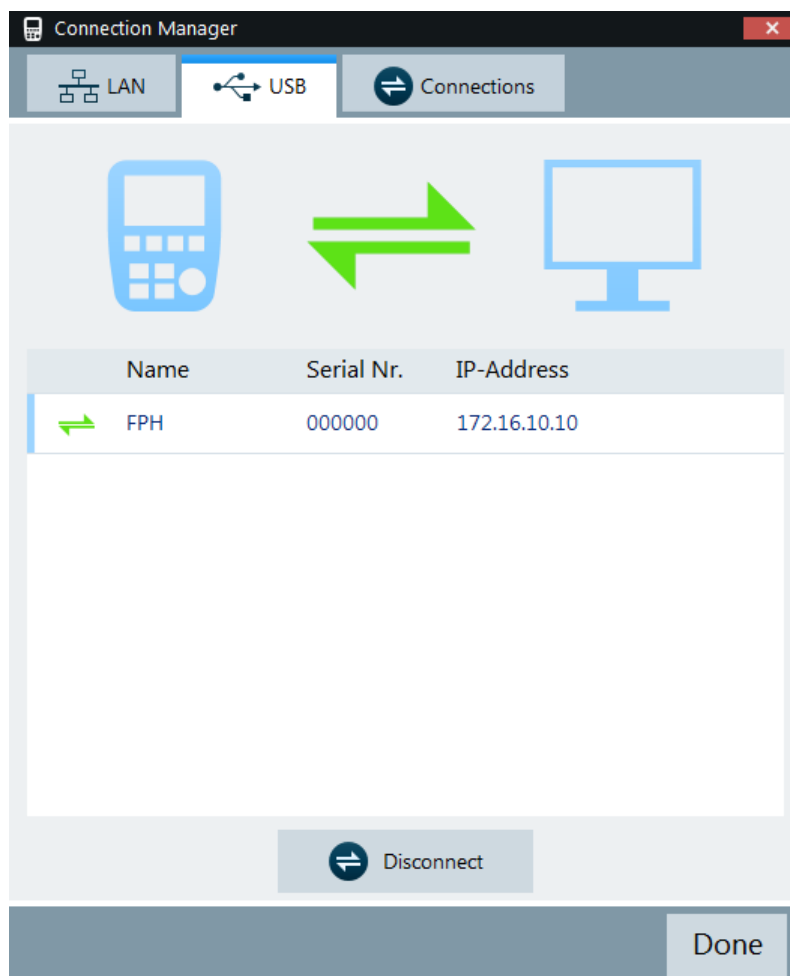 Connection Manager
LAN USB Connections
Name Serial Nr. IP-Address
FPH 000000 172.16.10.10
Disconnect
Done